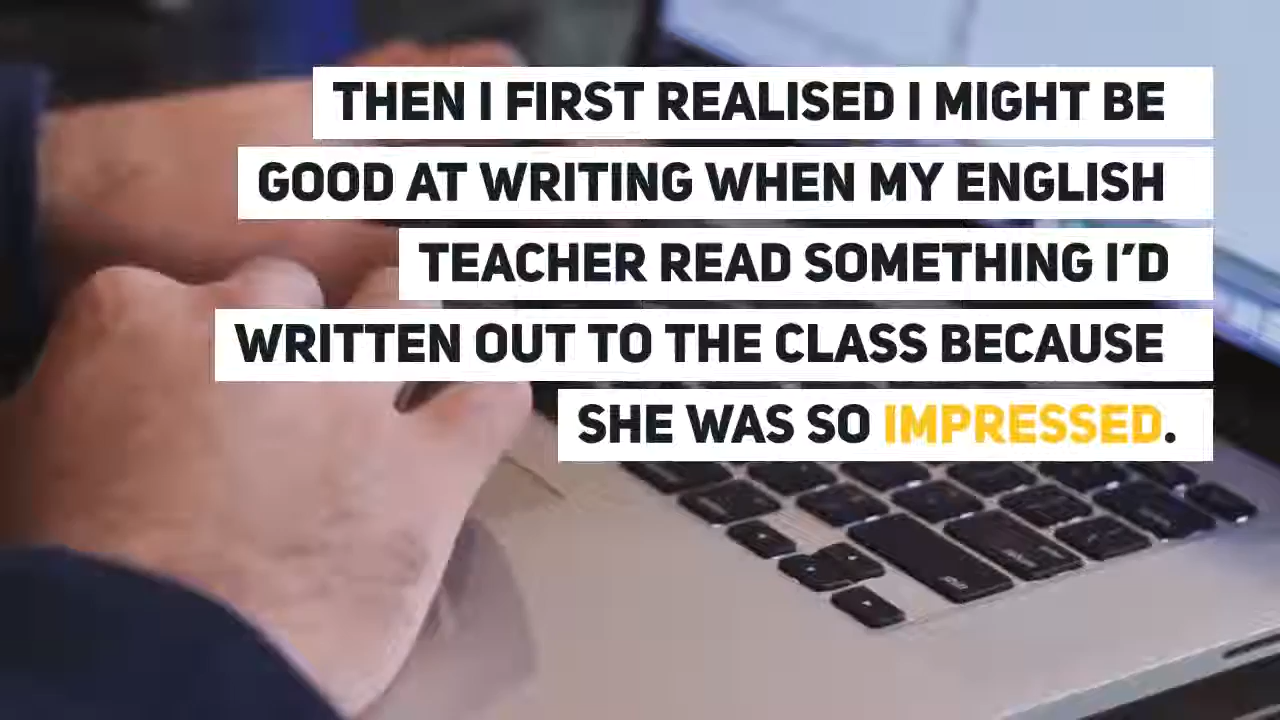 THEN I FIRST REALISED I MIGHT BE
GOOD AT WRITING WHEN MY ENGLISH
TEACHER READ SOMETHING I’D
WRITTEN OUT TO THE CLASS BECAUSE
SHE WAS SO IMPRESSED.